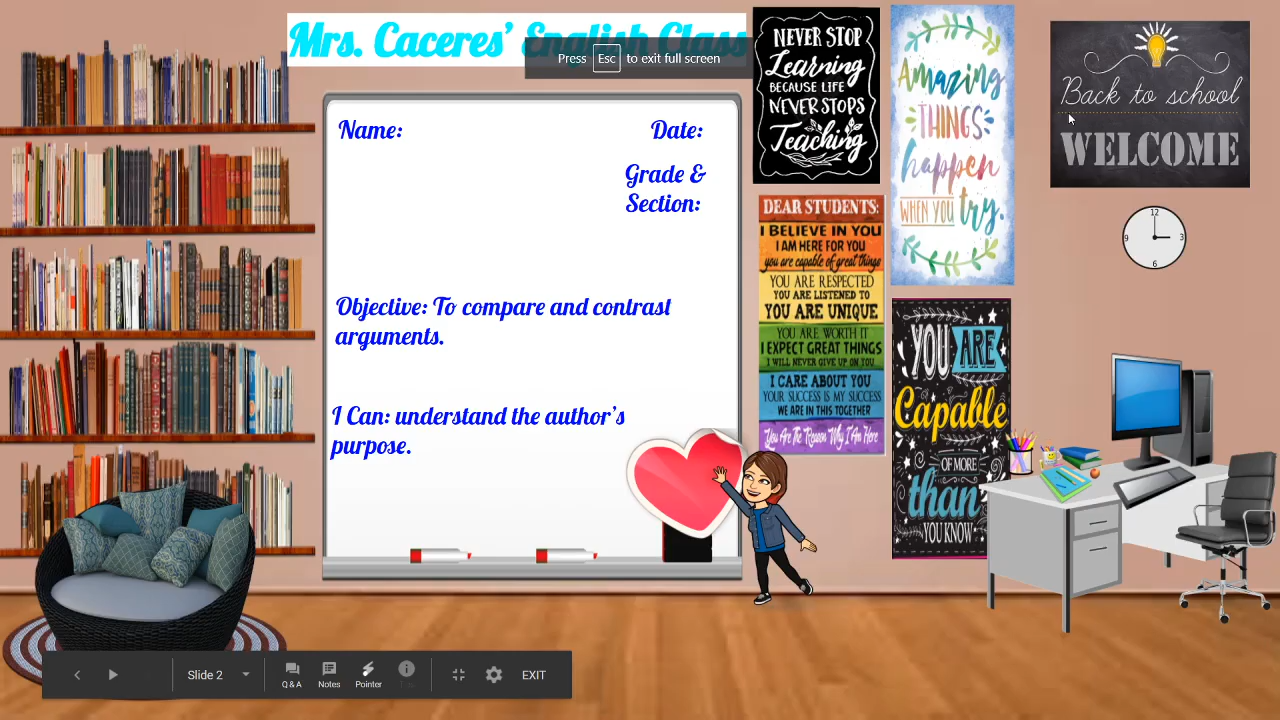 Mrs. Caceres' English Class
Press Esc to exit full screen
Name:
Date:
Grade &
Section:
Objective: To compare and contrast
arguments.
I Can: understand the author's
purpose.
NEVER STOP
Learning
BECAUSE LIFE
NEVER STOPS
Teaching
DEAR STUDENTS:
I BELIEVE IN YOU
I AM HERE FOR YOU
you are capable of great things
YOU ARE RESPECTED
YOU ARE LISTENED TO
YOU ARE UNIQUE
YOU ARE WORTH IT
I EXPECT GREAT THINGS
I WILL NEVER GIVE UP ON YOU
I CARE ABOUT YOU
YOUR SUCCESS IS MY SUCCESS
WE ARE IN THIS TOGETHER
You Are The Reason Why I Am Here
Amazing
THINGS
happen
WHEN YOU try.
YOU ARE
Capable
OF MORE
than
YOU KNOW
Back to school
WELCOME
12
9 3
6
Slide 2
Q & A
Notes
Pointer
EXIT